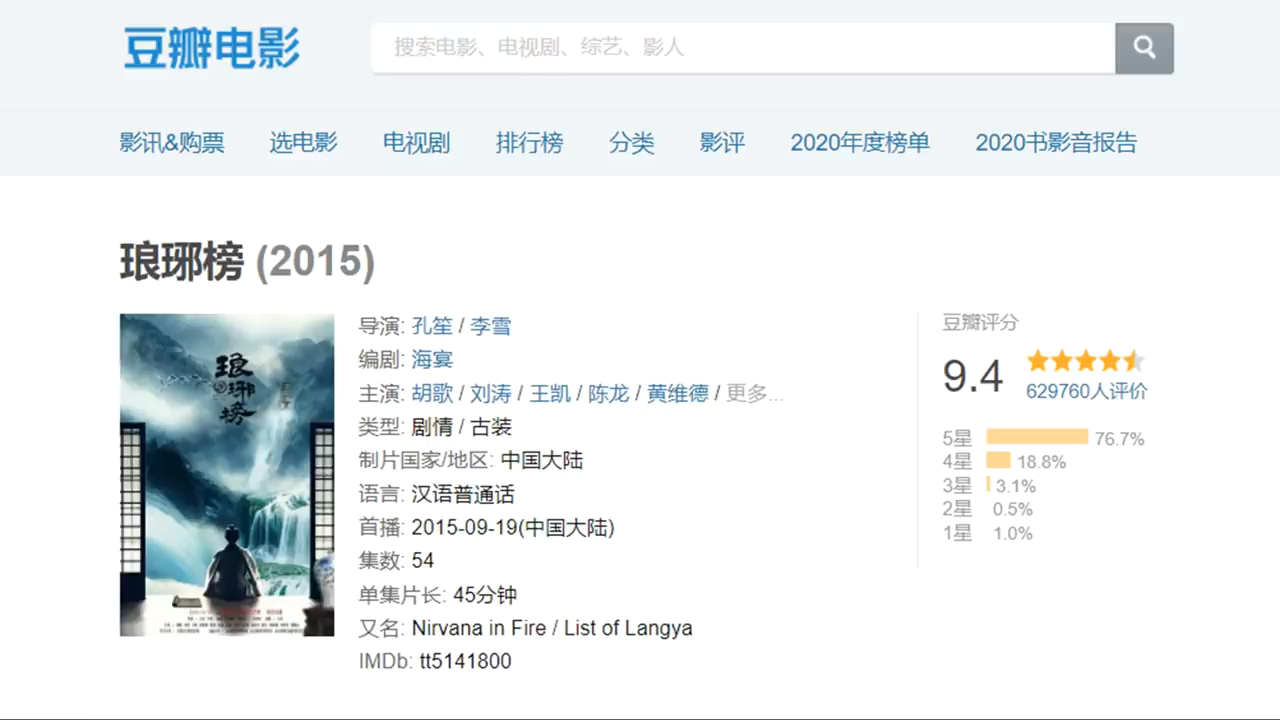 豆瓣电影
搜索电影、电视剧、综艺、影人
影讯&购票 选电影 电视剧 排行榜 分类 影评 2020年度榜单 2020书影音报告
琅琊榜 (2015)
琅琊榜
导演: 孔笙 / 李雪
编剧: 海宴
主演: 胡歌 / 刘涛 / 王凯 / 陈龙 / 黄维德 / 更多...
类型: 剧情 / 古装
制片国家/地区: 中国大陆
语言: 汉语普通话
首播: 2015-09-19(中国大陆)
集数: 54
单集片长: 45分钟
又名: Nirvana in Fire / List of Langya
IMDb: tt5141800
豆瓣评分
9.4
629760人评价
5星 76.7%
4星 18.8%
3星 3.1%
2星 0.5%
1星 1.0%